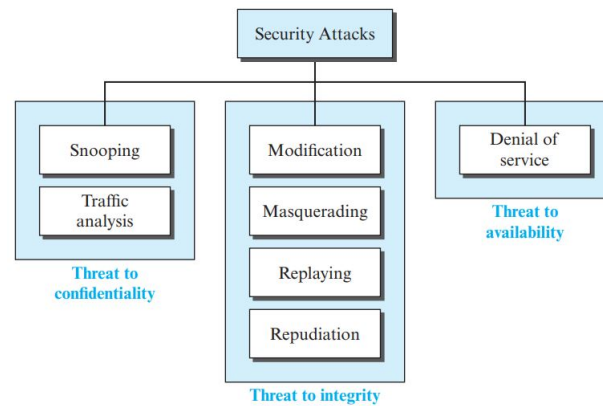 Security Attacks
Snooping
Traffic
analysis
Threat to
confidentiality
Modification
Masquerading
Replaying
Repudiation
Threat to integrity
Denial of
service
Threat to
availability